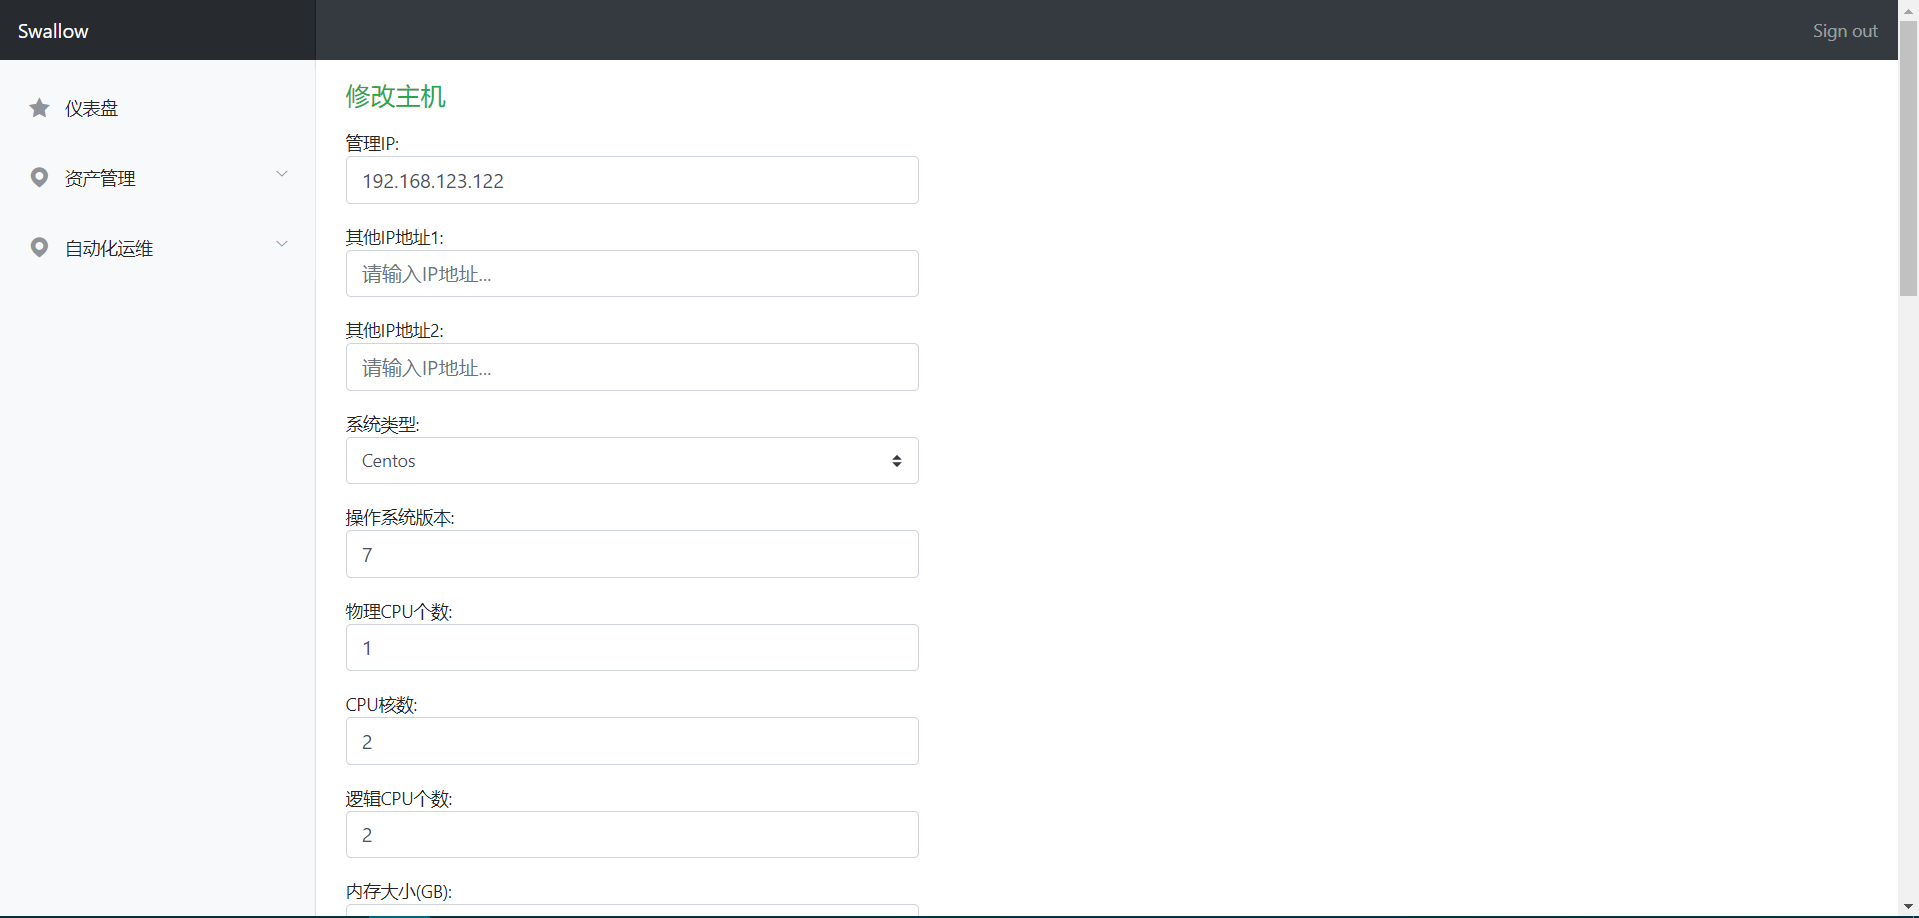 Swallow
Sign out
仪表盘
资产管理
自动化运维
修改主机
管理IP:
192.168.123.122
其他IP地址1:
请输入IP地址...
其他IP地址2:
请输入IP地址...
系统类型:
Centos
操作系统版本:
7
物理CPU个数:
1
CPU核数:
2
逻辑CPU个数:
2
内存大小(GB):